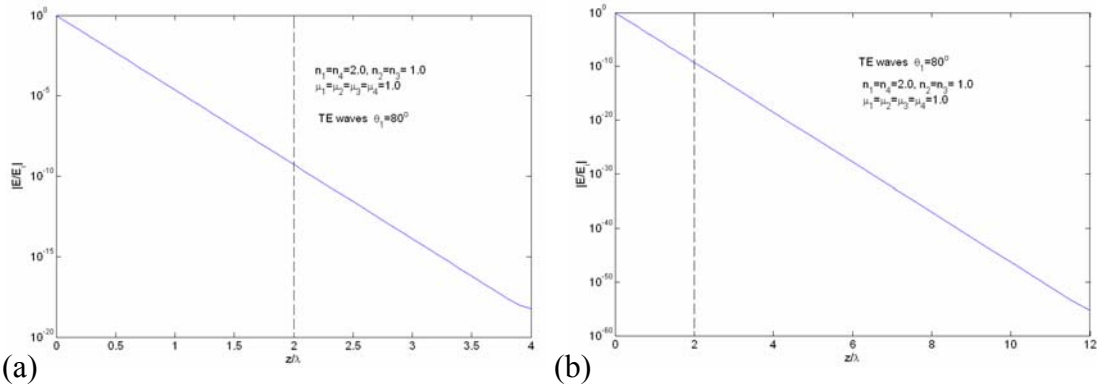 10⁰
10⁻⁵
10⁻¹⁰
10⁻¹⁵
10⁻²⁰
|E/Eᵢ|
n₁=n₄=2.0, n₂=n₃= 1.0
μ₁=μ₂=μ₃=μ₄=1.0
TE waves θ₁=80°
0 0.5 1 1.5 2 2.5 3 3.5 4
z/λ
(a)
10⁰
10⁻¹⁰
10⁻²⁰
10⁻³⁰
10⁻⁴⁰
10⁻⁵⁰
10⁻⁶⁰
|E/Eᵢ|
TE waves θ₁=80°
n₁=n₄=2.0, n₂=n₃= 1.0
μ₁=μ₂=μ₃=μ₄=1.0
0 2 4 6 8 10 12
z/λ
(b)